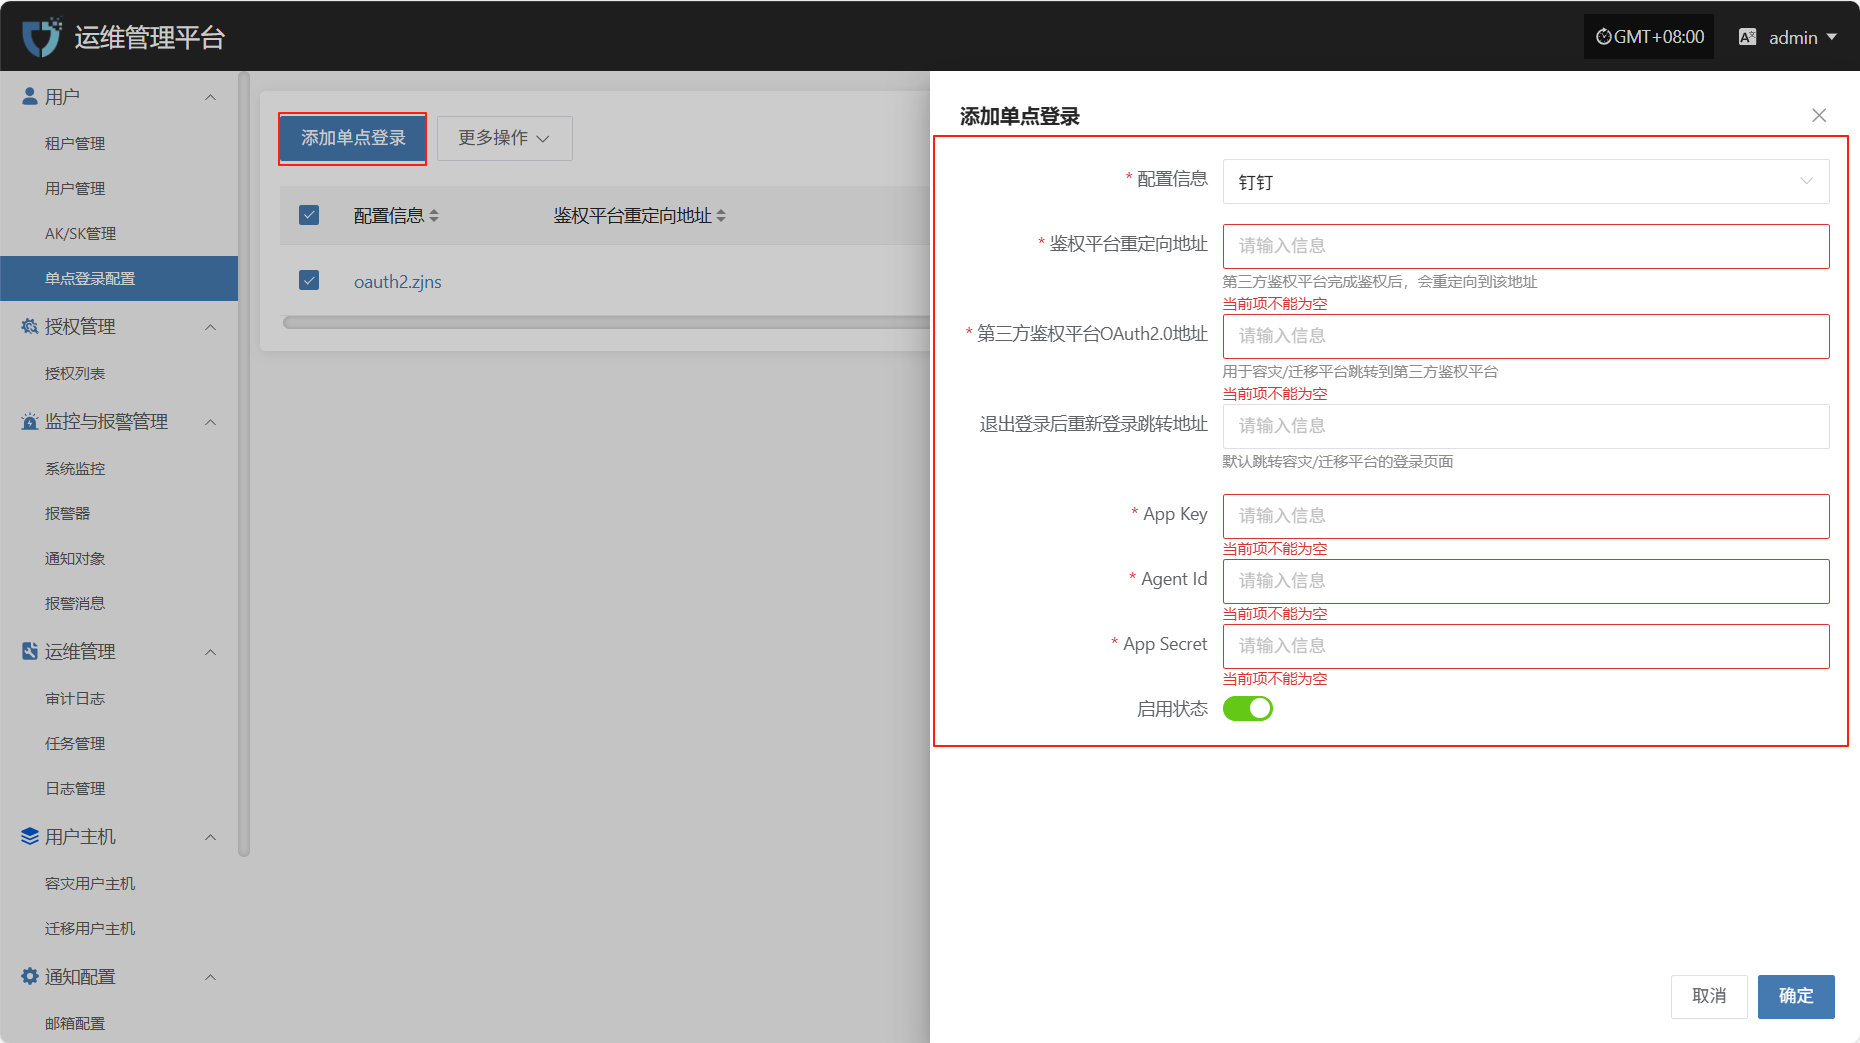 运维管理平台
GMT+08:00
admin
用户
租户管理
用户管理
AK/SK管理
单点登录配置
授权管理
授权列表
监控与报警管理
系统监控
报警器
通知对象
报警消息
运维管理
审计日志
任务管理
日志管理
用户主机
容灾用户主机
迁移用户主机
通知配置
邮箱配置
添加单点登录
更多操作
配置信息
鉴权平台重定向地址
oauth2.zjns
添加单点登录
* 配置信息
钉钉
* 鉴权平台重定向地址
请输入信息
第三方鉴权平台完成鉴权后，会重定向到该地址
当前项不能为空
* 第三方鉴权平台OAuth2.0地址
请输入信息
用于容灾/迁移平台跳转到第三方鉴权平台
当前项不能为空
退出登录后重新登录跳转地址
请输入信息
默认跳转容灾/迁移平台的登录页面
* App Key
请输入信息
当前项不能为空
* Agent Id
请输入信息
当前项不能为空
* App Secret
请输入信息
当前项不能为空
启用状态
取消
确定